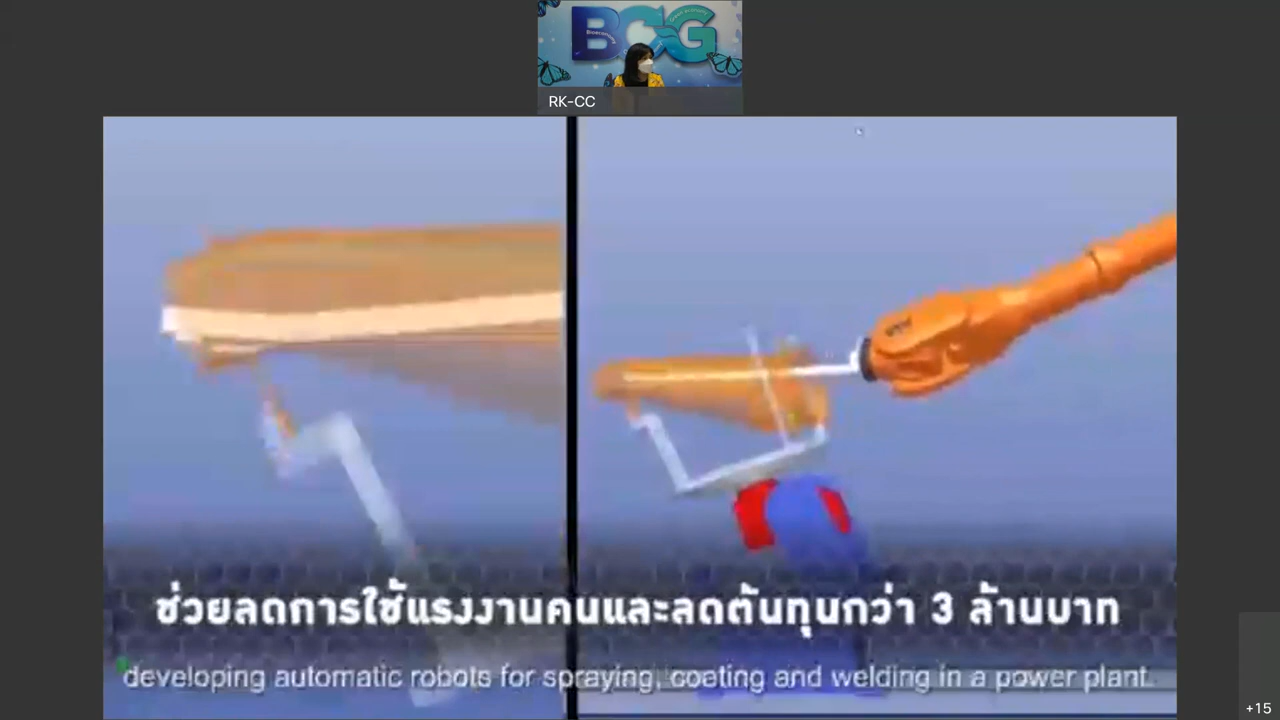 BCG
RK-CC
ช่วยลดการใช้แรงงานคนและลดต้นทุนกว่า 3 ล้านบาท
developing automatic robots for spraying, coating and welding in a power plant.
+15